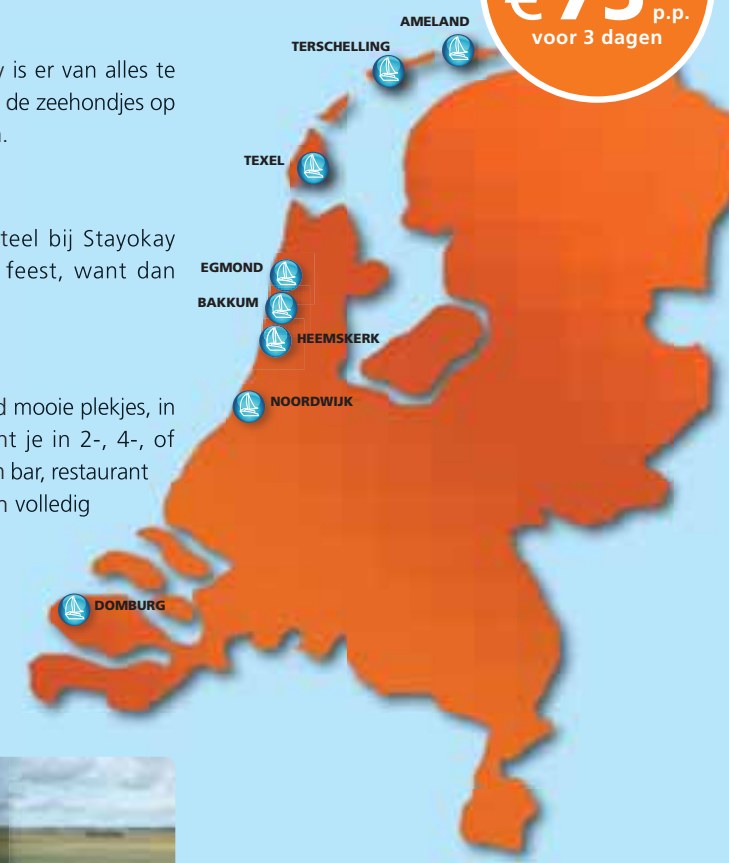 y is er van alles te
de zeehondjes op
teel bij Stayokay
feest, want dan
d mooie plekjes, in
nt je in 2-, 4-, of
n bar, restaurant
n volledig
€ 75 p.p.
voor 3 dagen
AMELAND
TERSCHELLING
TEXEL
EGMOND
BAKKUM
HEEMSKERK
NOORDWIJK
DOMBURG